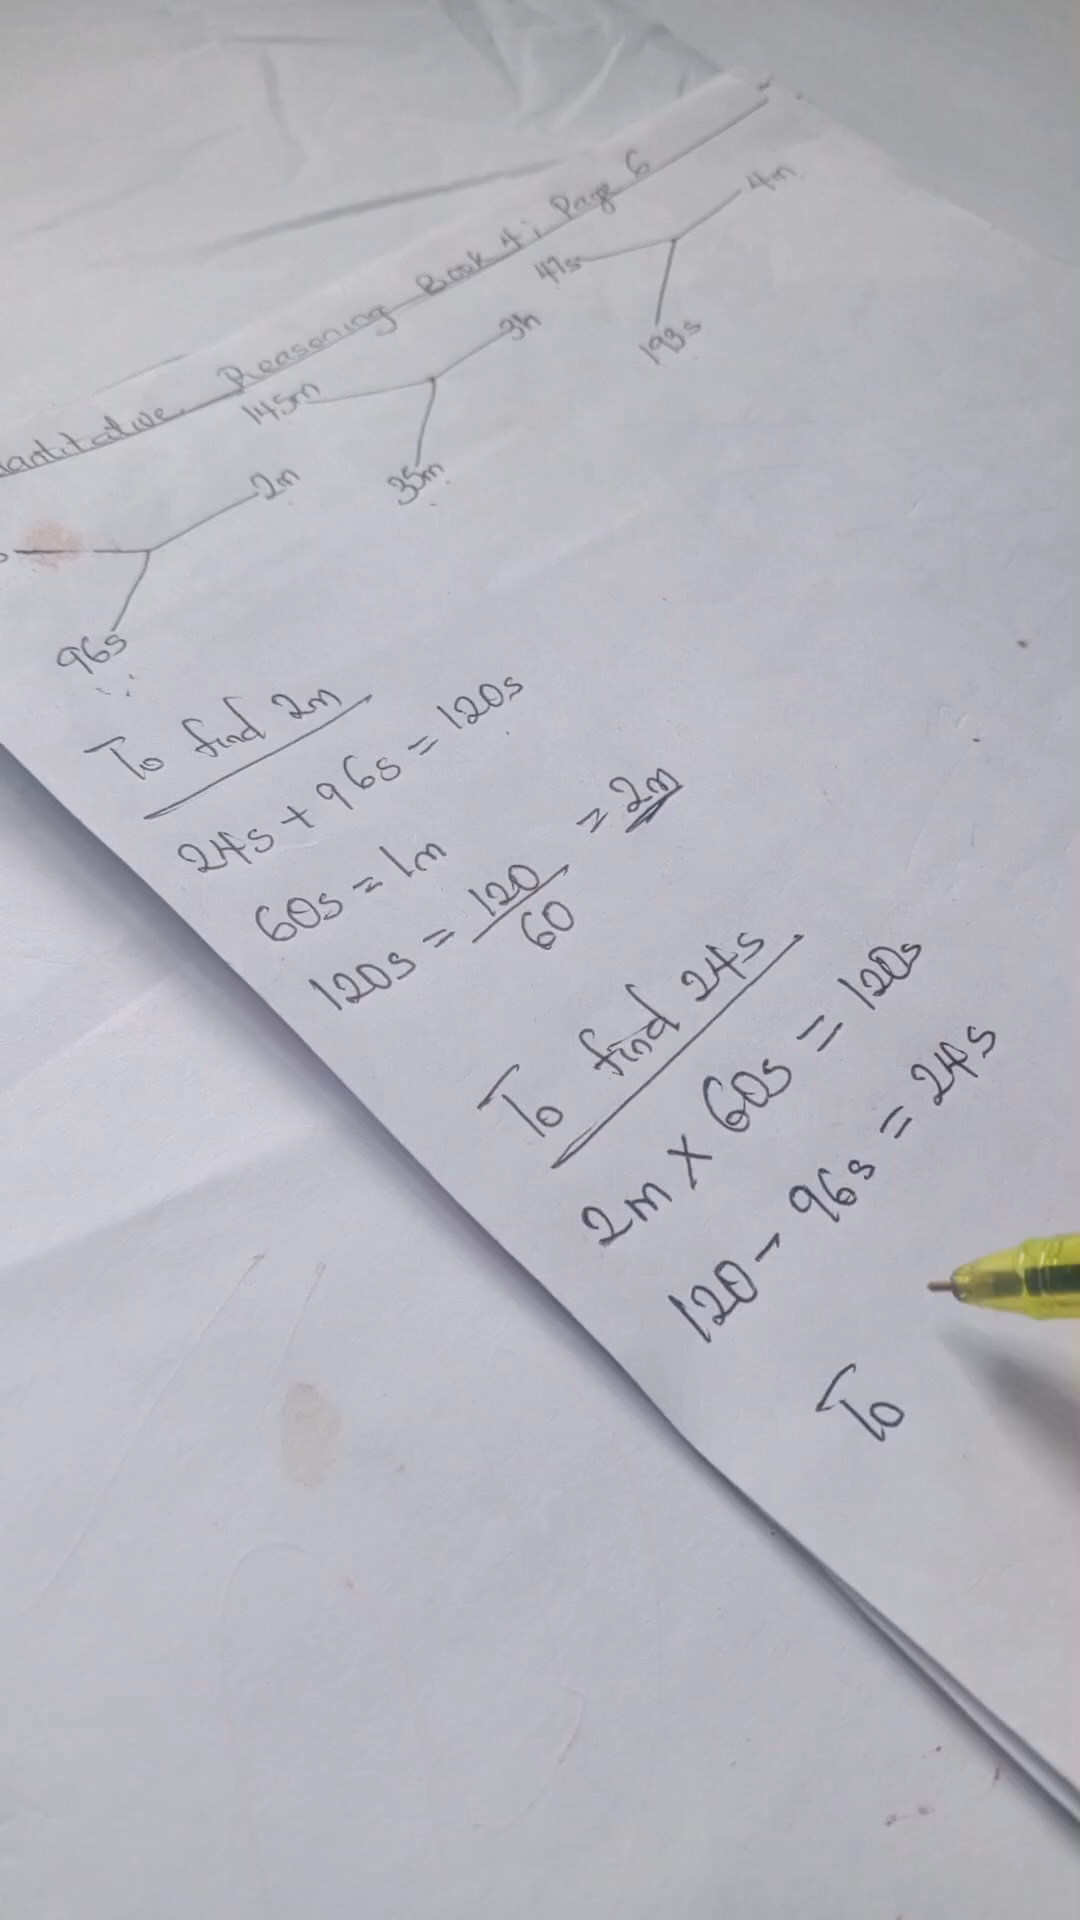 Quantitative Reasoning Book 4; Page 6
47s 4m
193s
145m 3h
35m
s 2m
96s
To find 2m
24s + 96s = 120s
60s = 1m
120s = 120/60 = 2m
To find 24s
2m x 60s = 120s
120 - 96s = 24s
To